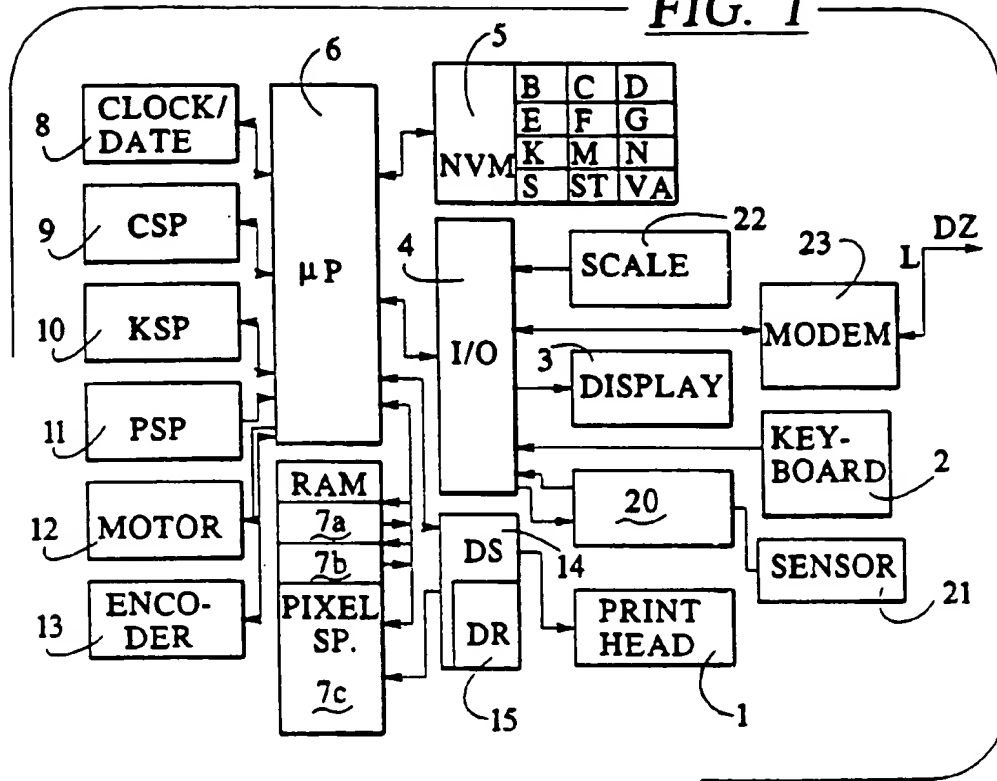 FIG. 1
6
5
8
CLOCK/
DATE
NVM
B C D
E F G
K M N
S ST VA
9
CSP
μP
4
I/O
22
SCALE
23
MODEM
L
DZ
10
KSP
3
DISPLAY
11
PSP
KEY-
BOARD
2
12
MOTOR
RAM
7a
7b
PIXEL
SP.
7c
20
DS
14
DR
15
SENSOR
21
13
ENCO-
DER
PRINT
HEAD
1